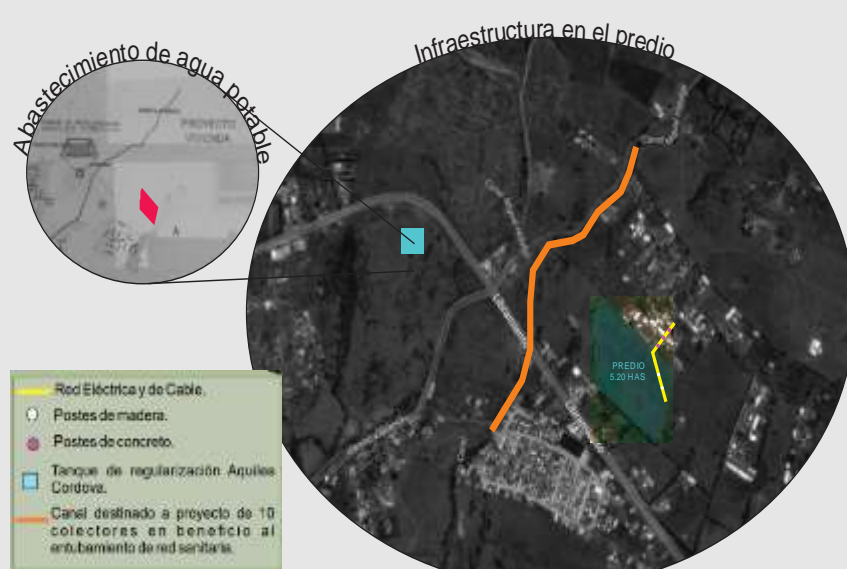 Abastecimiento de agua potable
Infraestructura en el predio
PROYECTO
VIVIENDA
A
PREDIO
5.20 HAS
Red Eléctrica y de Cable.
Postes de madera.
Postes de concreto.
Tanque de regularización Aquiles
Cordova.
Canal destinado a proyecto de 10
colectores en beneficio al
entubamiento de red sanitaria.